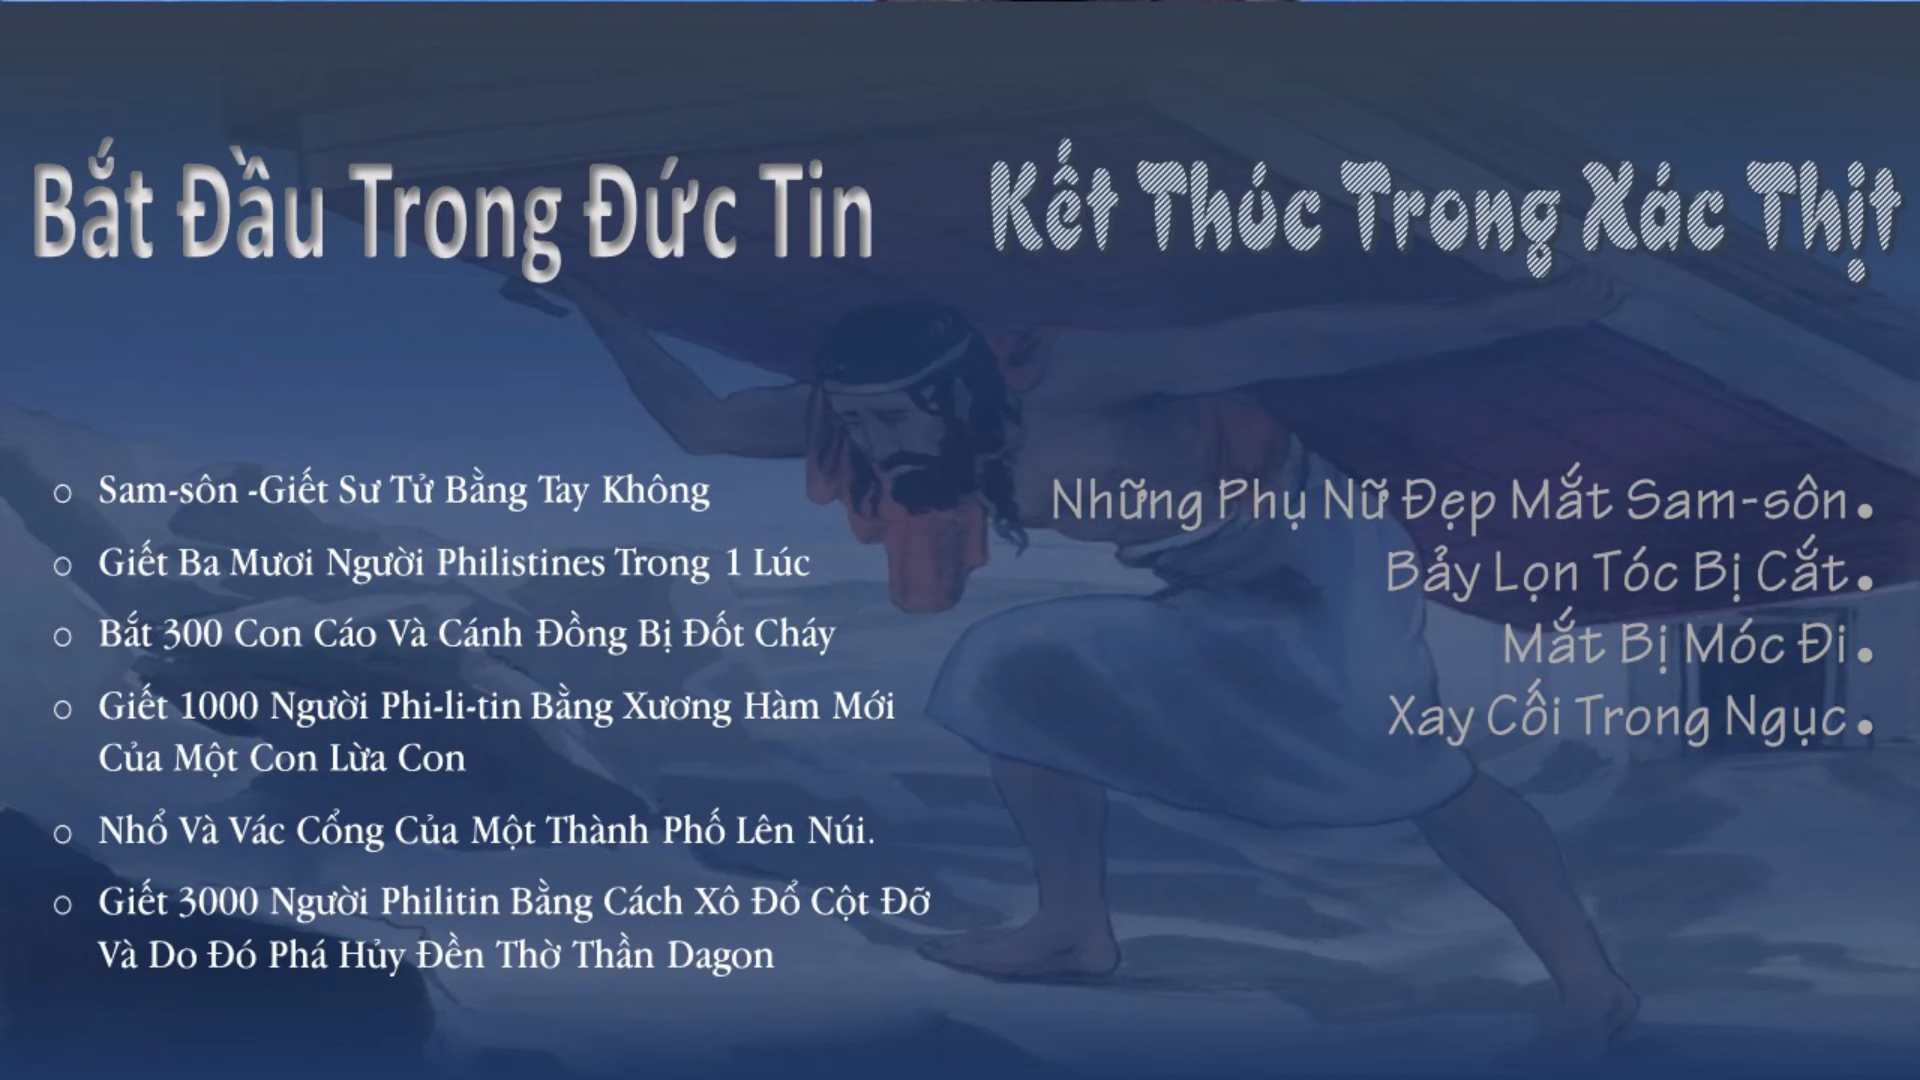 Bắt Đầu Trong Đức Tin
○ Sam-sôn -Giết Sư Tử Bằng Tay Không
○ Giết Ba Mươi Người Philistines Trong 1 Lúc
○ Bắt 300 Con Cáo Và Cánh Đồng Bị Đốt Cháy
○ Giết 1000 Người Phi-li-tin Bằng Xương Hàm Mới
Của Một Con Lừa Con
○ Nhổ Và Vác Cổng Của Một Thành Phố Lên Núi.
○ Giết 3000 Người Philitin Bằng Cách Xô Đổ Cột Đỡ
Và Do Đó Phá Hủy Đền Thờ Thần Dagon
Kết Thúc Trong Xác Thịt
Những Phụ Nữ Đẹp Mắt Sam-sôn •
Bảy Lọn Tóc Bị Cắt •
Mắt Bị Móc Đi •
Xay Cối Trong Ngục •